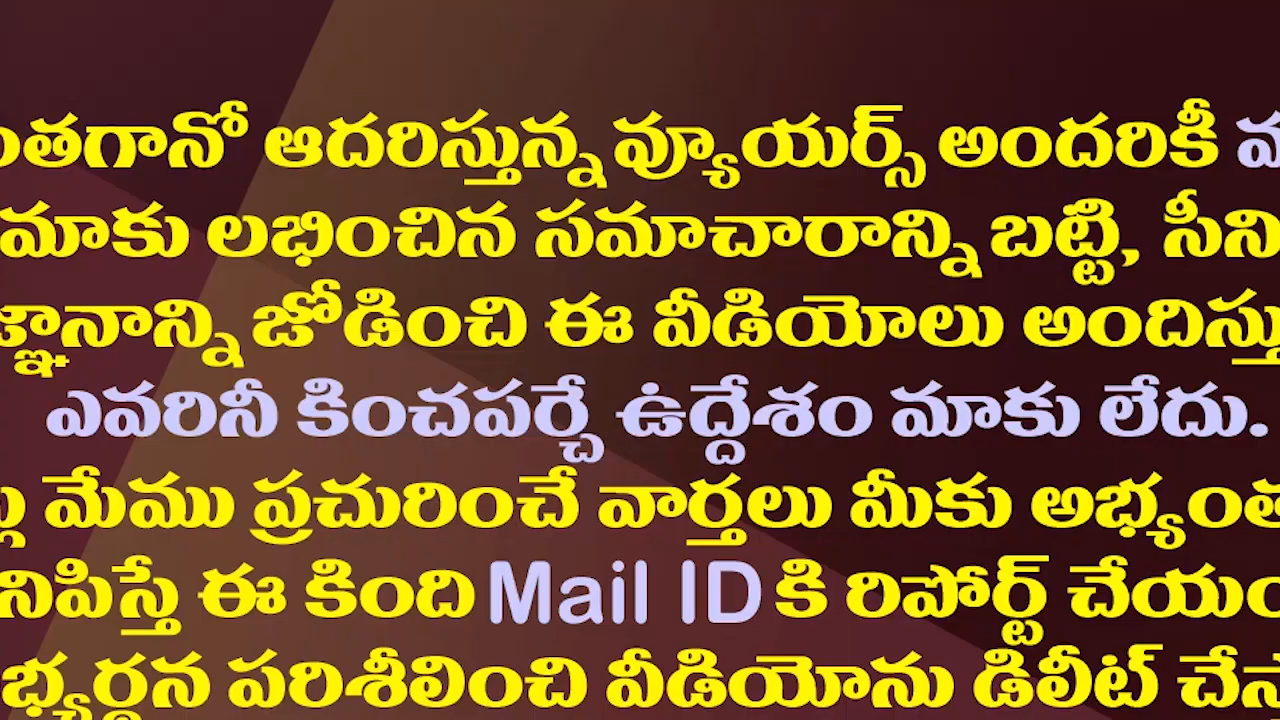 ంతగానో ఆదరిస్తున్న వ్యూయర్స్ అందరికీ
మాకు లభించిన సమాచారాన్ని బట్టి, సీని
జ్ఞానాన్ని జోడించి ఈ వీడియోలు అందిస్తు
ఎవరినీ కించపర్చే ఉద్దేశం మాకు లేదు.
మేము ప్రచురించే వార్తలు మీకు అభ్యంత
నిపిస్తే ఈ కింది Mail ID కి రిపోర్ట్ చేయం
భ్యర్థన పరిశీలించి వీడియోను డిలీట్ చేస